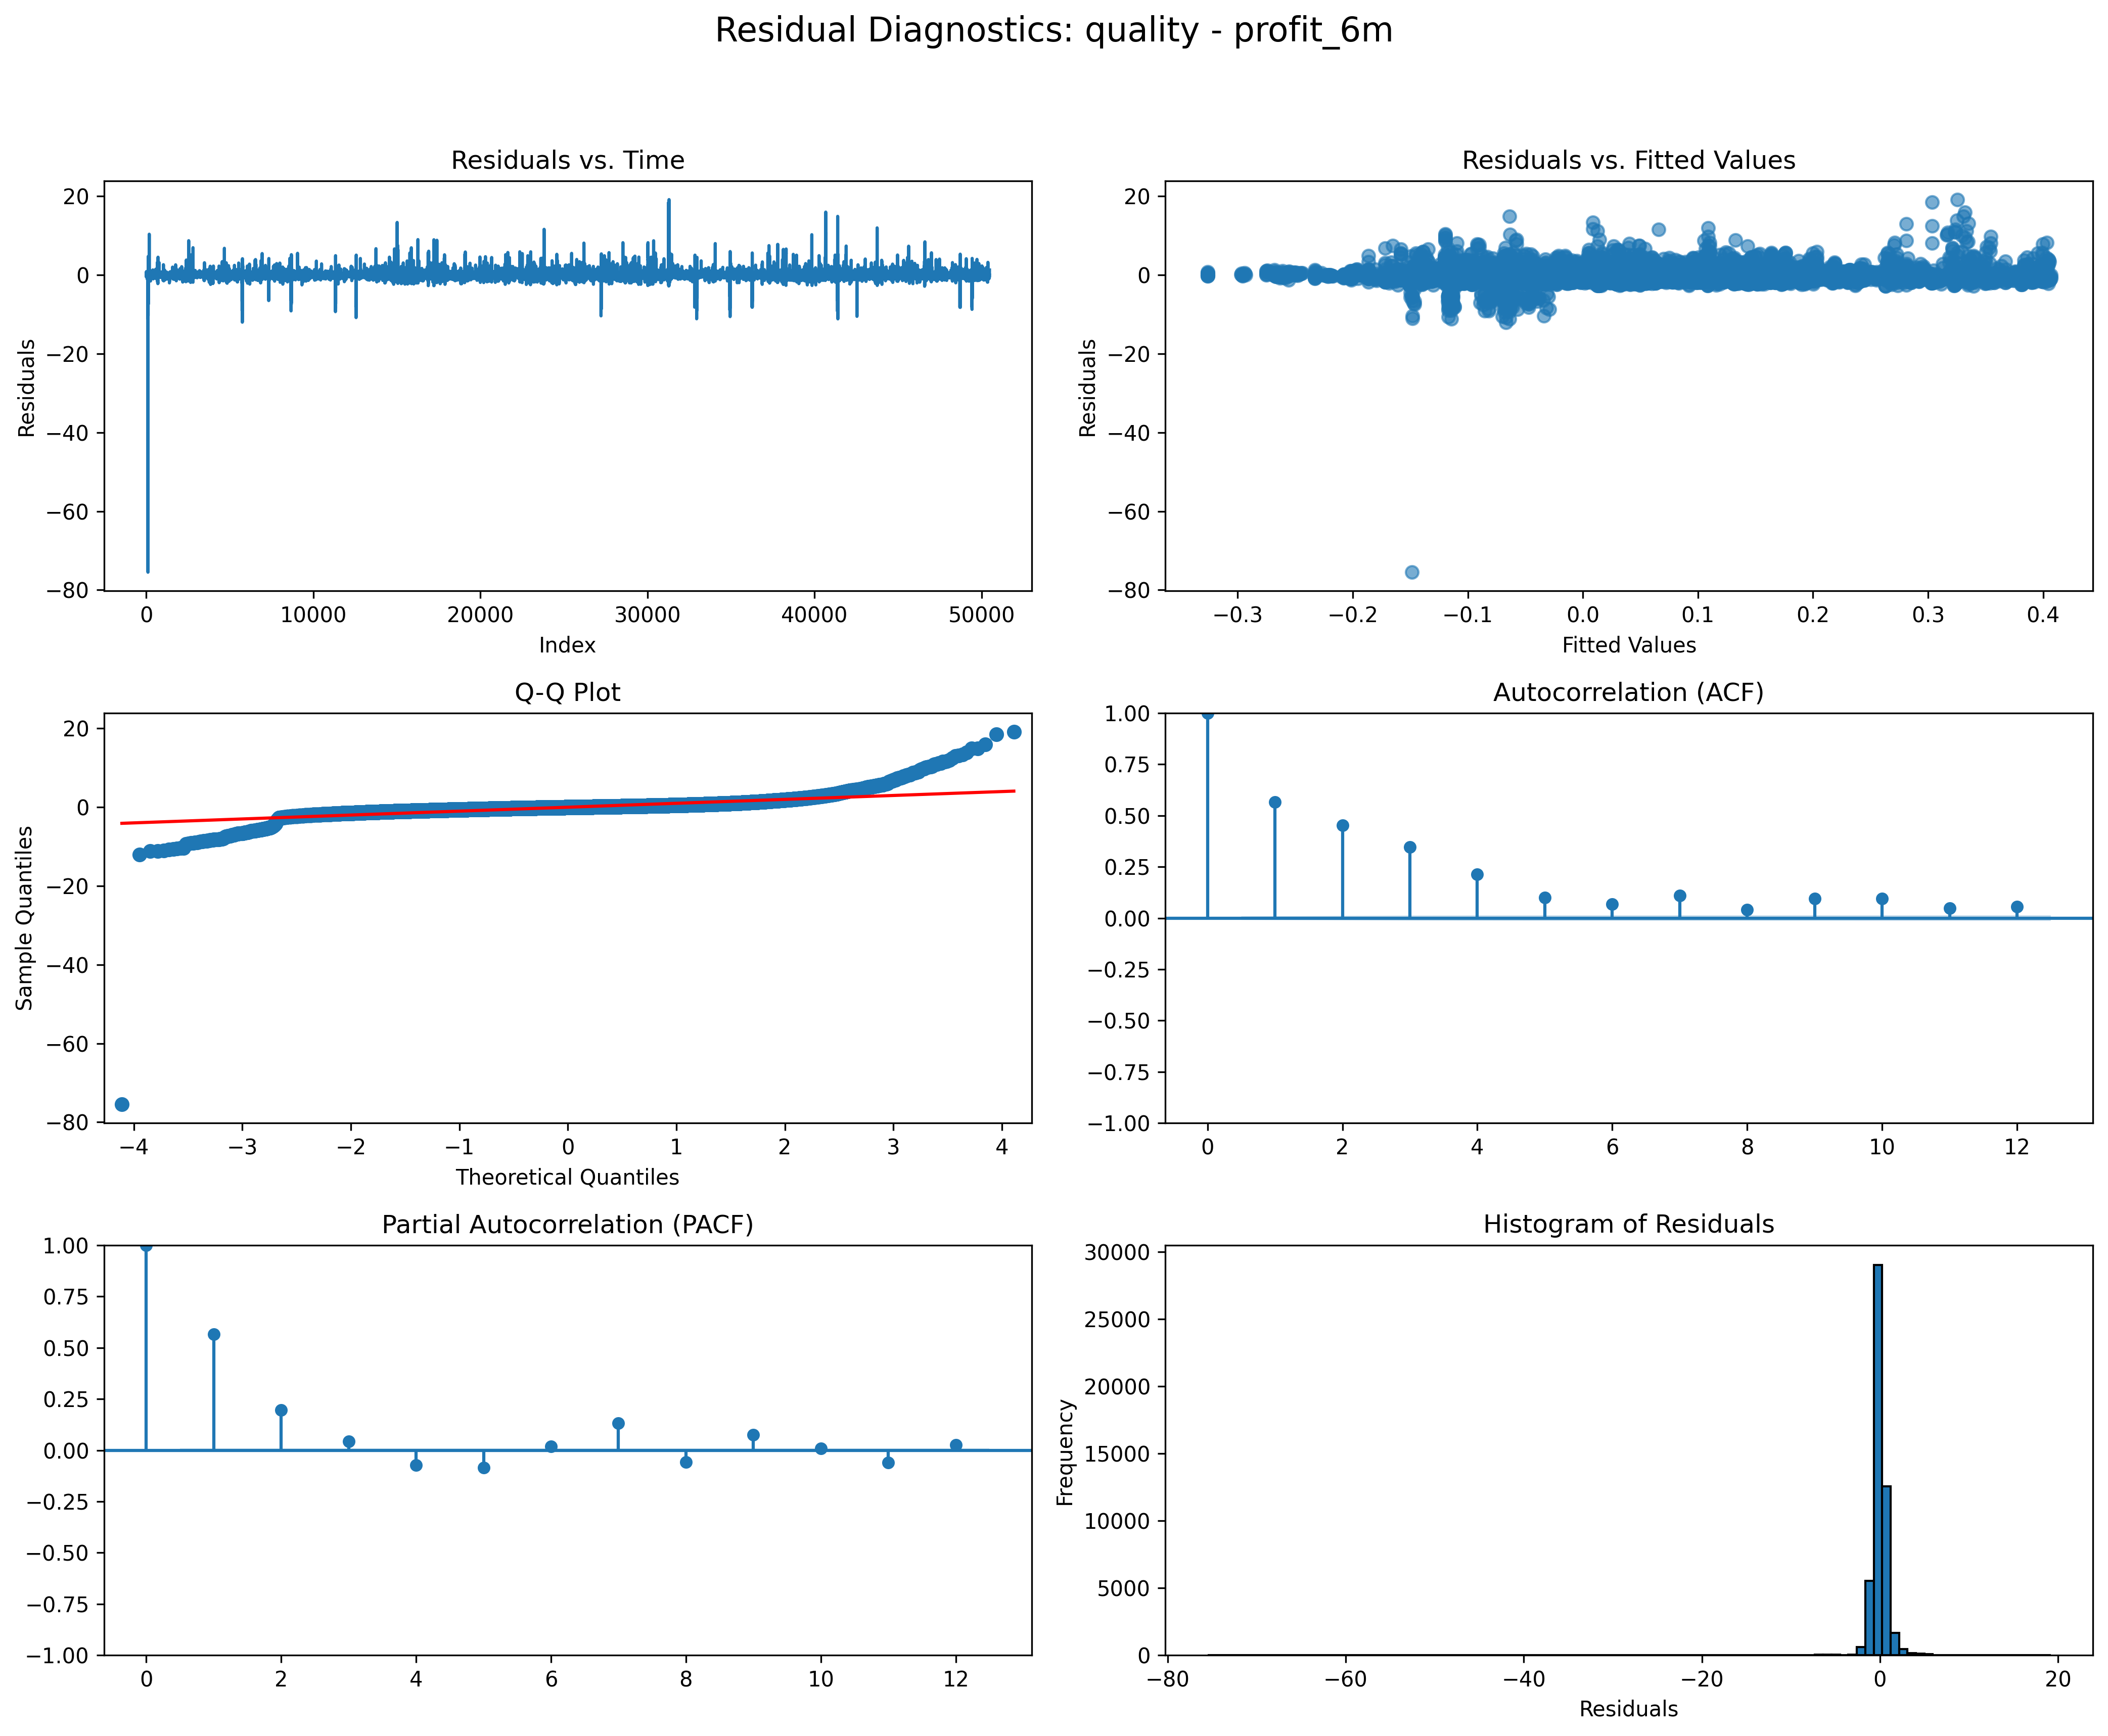 Residual Diagnostics: quality - profit_6m
Residuals vs. Time
20
0
−20
−40
−60
−80
Residuals
0 10000 20000 30000 40000 50000
Index
Residuals vs. Fitted Values
20
0
−20
−40
−60
−80
Residuals
−0.3 −0.2 −0.1 0.0 0.1 0.2 0.3 0.4
Fitted Values
Q-Q Plot
20
0
−20
−40
−60
−80
Sample Quantiles
−4 −3 −2 −1 0 1 2 3 4
Theoretical Quantiles
Autocorrelation (ACF)
1.00
0.75
0.50
0.25
0.00
−0.25
−0.50
−0.75
−1.00
0 2 4 6 8 10 12
Partial Autocorrelation (PACF)
1.00
0.75
0.50
0.25
0.00
−0.25
−0.50
−0.75
−1.00
0 2 4 6 8 10 12
Histogram of Residuals
30000
25000
20000
15000
10000
5000
0
Frequency
−80 −60 −40 −20 0 20
Residuals